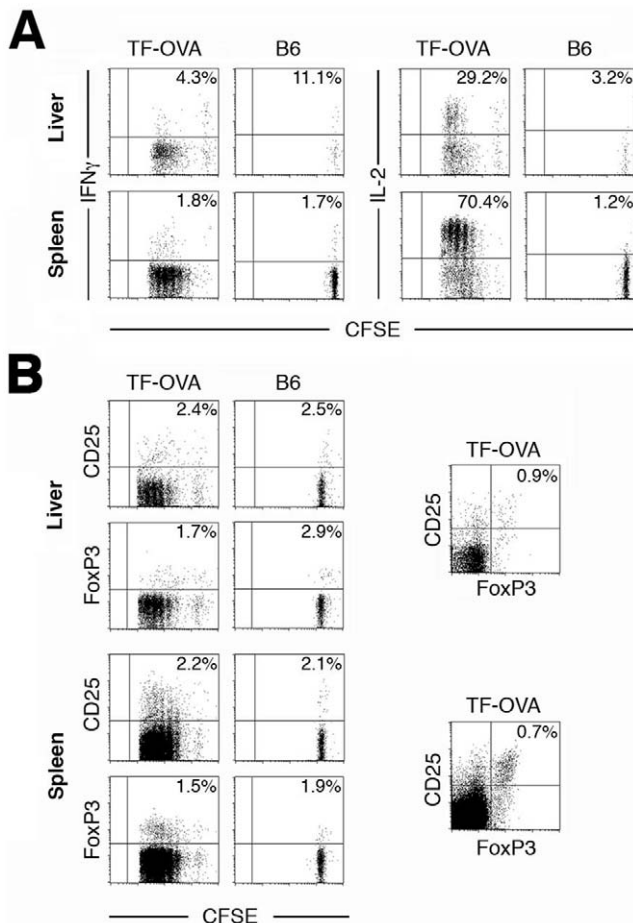 A
TF-OVA B6 TF-OVA B6
Liver 4.3% 11.1% 29.2% 3.2%
IFNγ IL-2
Spleen 1.8% 1.7% 70.4% 1.2%
CFSE
B
TF-OVA B6
Liver CD25 2.4% 2.5%
FoxP3 1.7% 2.9%
TF-OVA
CD25 0.9%
FoxP3
Spleen CD25 2.2% 2.1%
FoxP3 1.5% 1.9%
TF-OVA
CD25 0.7%
FoxP3
CFSE